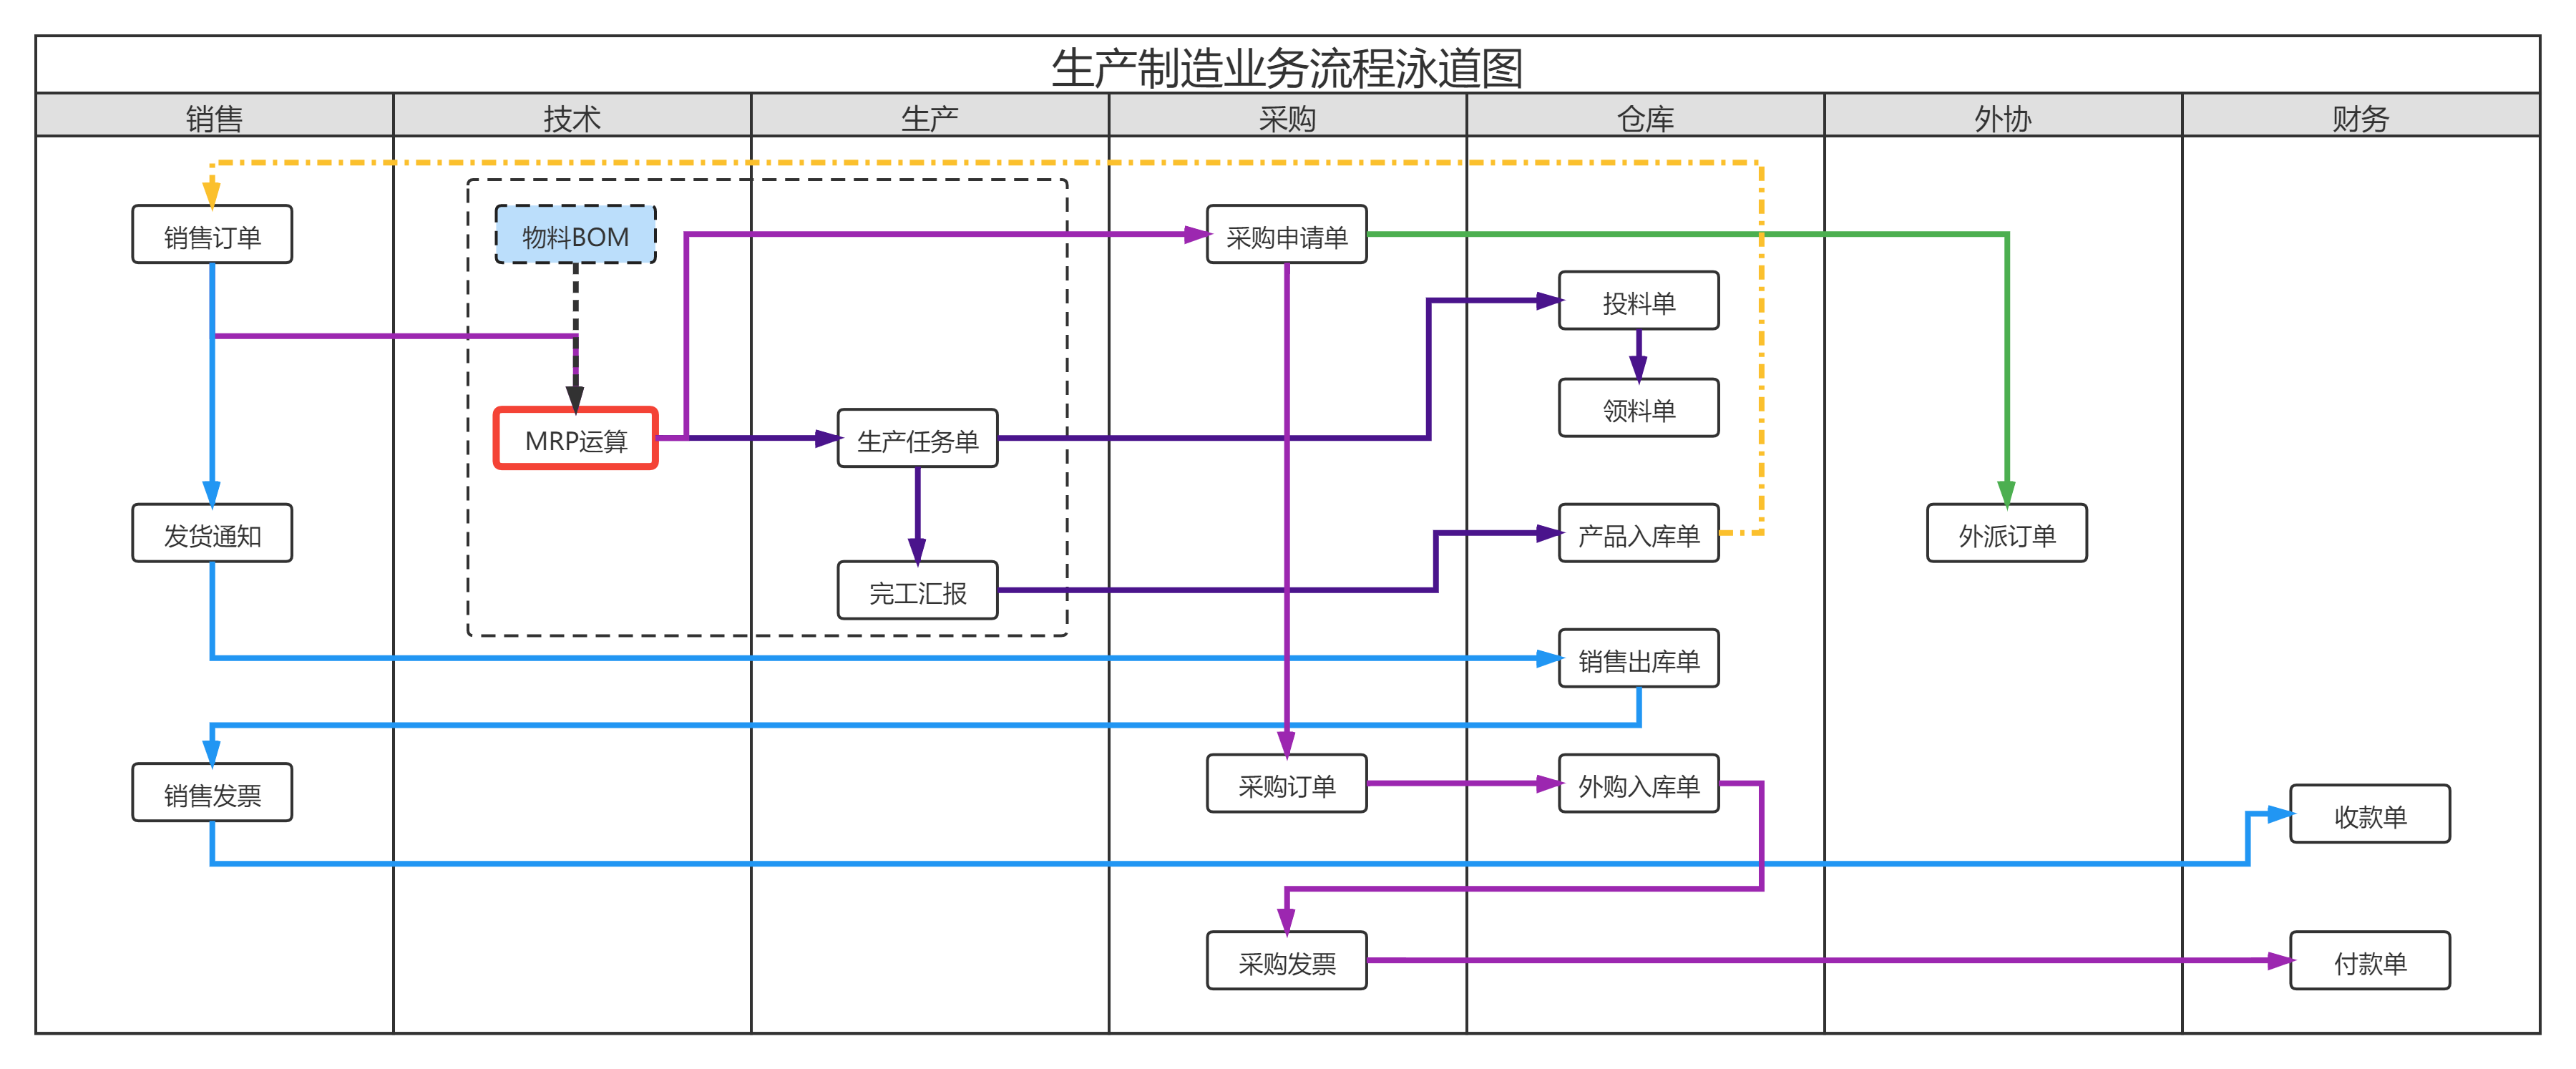 生产制造业务流程泳道图
销售
技术
生产
采购
仓库
外协
财务
销售订单
物料BOM
采购申请单
投料单
领料单
MRP运算
生产任务单
发货通知
产品入库单
外派订单
完工汇报
销售出库单
销售发票
采购订单
外购入库单
收款单
采购发票
付款单